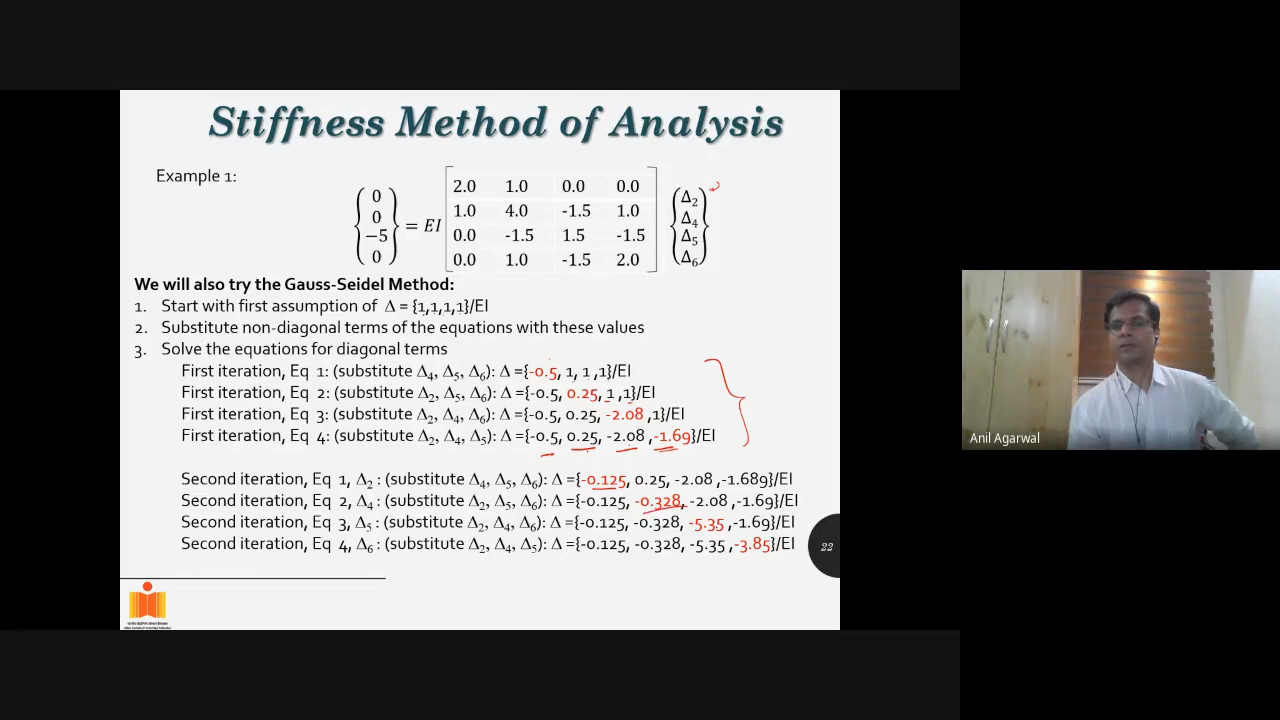 Stiffness Method of Analysis
Example 1:
{0 0 −5 0} = EI [2.0 1.0 0.0 0.0
1.0 4.0 -1.5 1.0
0.0 -1.5 1.5 -1.5
0.0 1.0 -1.5 2.0] {Δ2 Δ4 Δ5 Δ6}
We will also try the Gauss-Seidel Method:
1. Start with first assumption of Δ = {1,1,1,1}/EI
2. Substitute non-diagonal terms of the equations with these values
3. Solve the equations for diagonal terms
First iteration, Eq 1: (substitute Δ4, Δ5, Δ6): Δ ={-0.5, 1, 1 ,1}/EI
First iteration, Eq 2: (substitute Δ2, Δ5, Δ6): Δ ={-0.5, 0.25, 1 ,1}/EI
First iteration, Eq 3: (substitute Δ2, Δ4, Δ6): Δ ={-0.5, 0.25, -2.08 ,1}/EI
First iteration, Eq 4: (substitute Δ2, Δ4, Δ5): Δ ={-0.5, 0.25, -2.08 ,-1.69}/EI
Second iteration, Eq 1, Δ2 : (substitute Δ4, Δ5, Δ6): Δ ={-0.125, 0.25, -2.08 ,-1.689}/EI
Second iteration, Eq 2, Δ4 : (substitute Δ2, Δ5, Δ6): Δ ={-0.125, -0.328, -2.08 ,-1.69}/EI
Second iteration, Eq 3, Δ5 : (substitute Δ2, Δ4, Δ6): Δ ={-0.125, -0.328, -5.35 ,-1.69}/EI
Second iteration, Eq 4, Δ6 : (substitute Δ2, Δ4, Δ5): Δ ={-0.125, -0.328, -5.35 ,-3.85}/EI
22
Anil Agarwal